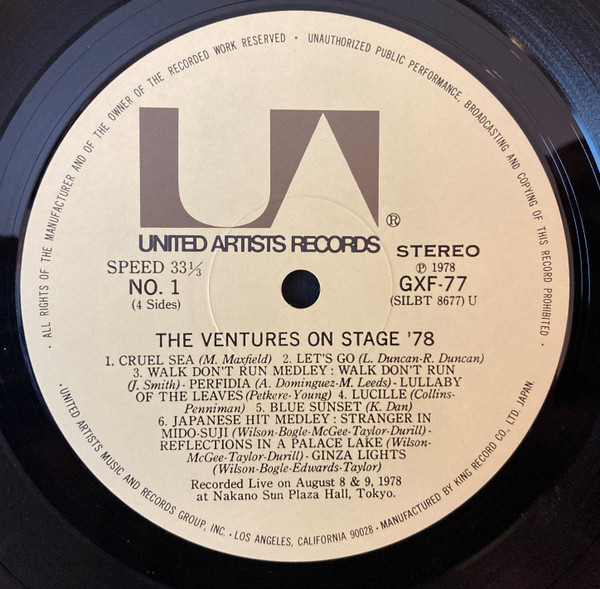 · ALL RIGHTS OF THE MANUFACTURER AND OF THE OWNER OF THE RECORDED WORK RESERVED · UNAUTHORIZED PUBLIC PERFORMANCE, BROADCASTING AND COPYING OF THIS RECORD PROHIBITED ·
UA®
UNITED ARTISTS RECORDS
STEREO
SPEED 33⅓
Ⓟ 1978
NO. 1
GXF-77
(4 Sides)
(SILBT 8677) U
THE VENTURES ON STAGE '78
1. CRUEL SEA (M. Maxfield) 2. LET'S GO (L. Duncan-R. Duncan)
3. WALK DON'T RUN MEDLEY : WALK DON'T RUN
(J. Smith) - PERFIDIA (A. Dominguez-M. Leeds) - LULLABY
OF THE LEAVES (Petkere-Young) 4. LUCILLE (Collins-
Penniman) 5. BLUE SUNSET (K. Dan)
6. JAPANESE HIT MEDLEY : STRANGER IN
MIDO-SUJI (Wilson-Bogle-McGee-Taylor-Durill) -
REFLECTIONS IN A PALACE LAKE (Wilson-
McGee-Taylor-Durill) - GINZA LIGHTS
(Wilson-Bogle-Edwards-Taylor)
Recorded Live on August 8 & 9, 1978
at Nakano Sun Plaza Hall, Tokyo.
· UNITED ARTISTS MUSIC AND RECORDS GROUP, INC. · LOS ANGELES, CALIFORNIA 90028 · MANUFACTURED BY KING RECORD CO., LTD. JAPAN.